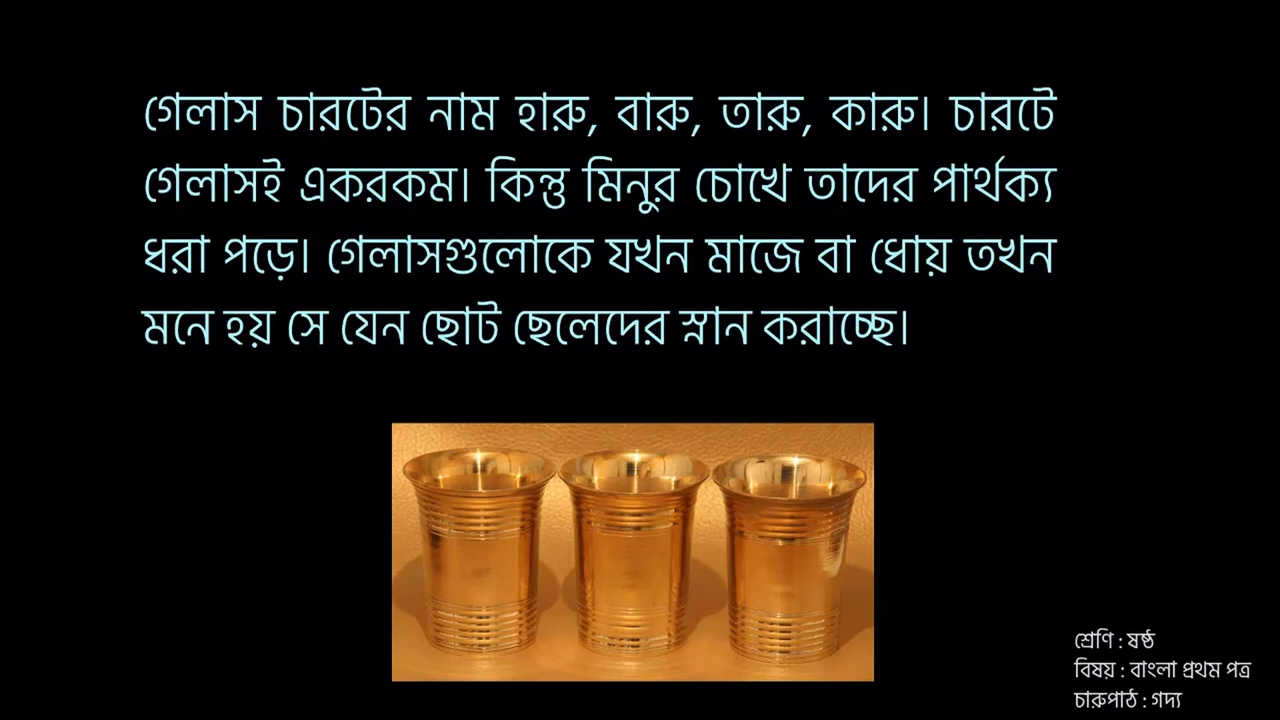 গেলাস চারটের নাম হারু, বারু, তারু, কারু। চারটে
গেলাসই একরকম। কিন্তু মিনুর চোখে তাদের পার্থক্য
ধরা পড়ে। গেলাসগুলোকে যখন মাজে বা ধোয় তখন
মনে হয় সে যেন ছোট ছেলেদের স্নান করাচ্ছে।
শ্রেণি : ষষ্ঠ
বিষয় : বাংলা প্রথম পত্র
চারুপাঠ : গদ্য